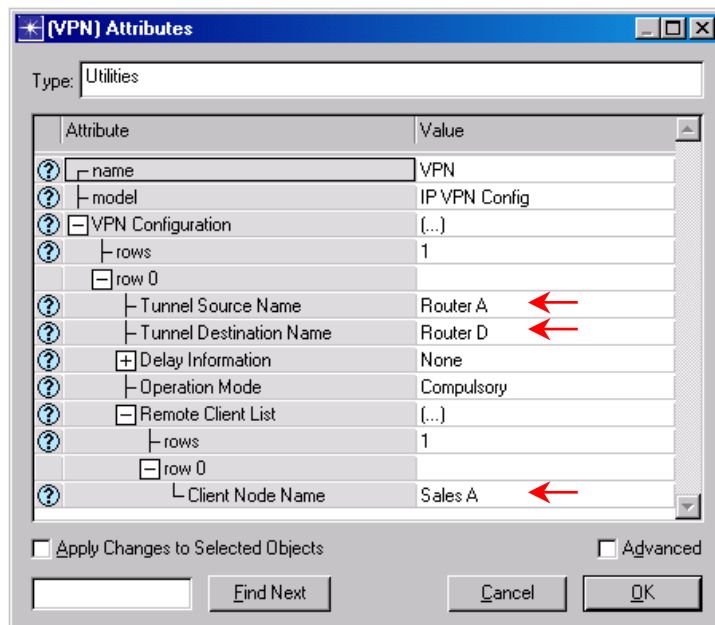 (VPN) Attributes
Type: Utilities
Attribute Value
name VPN
model IP VPN Config
VPN Configuration (...)
rows 1
row 0
Tunnel Source Name Router A
Tunnel Destination Name Router D
Delay Information None
Operation Mode Compulsory
Remote Client List (...)
rows 1
row 0
Client Node Name Sales A
Apply Changes to Selected Objects Advanced
Find Next Cancel OK